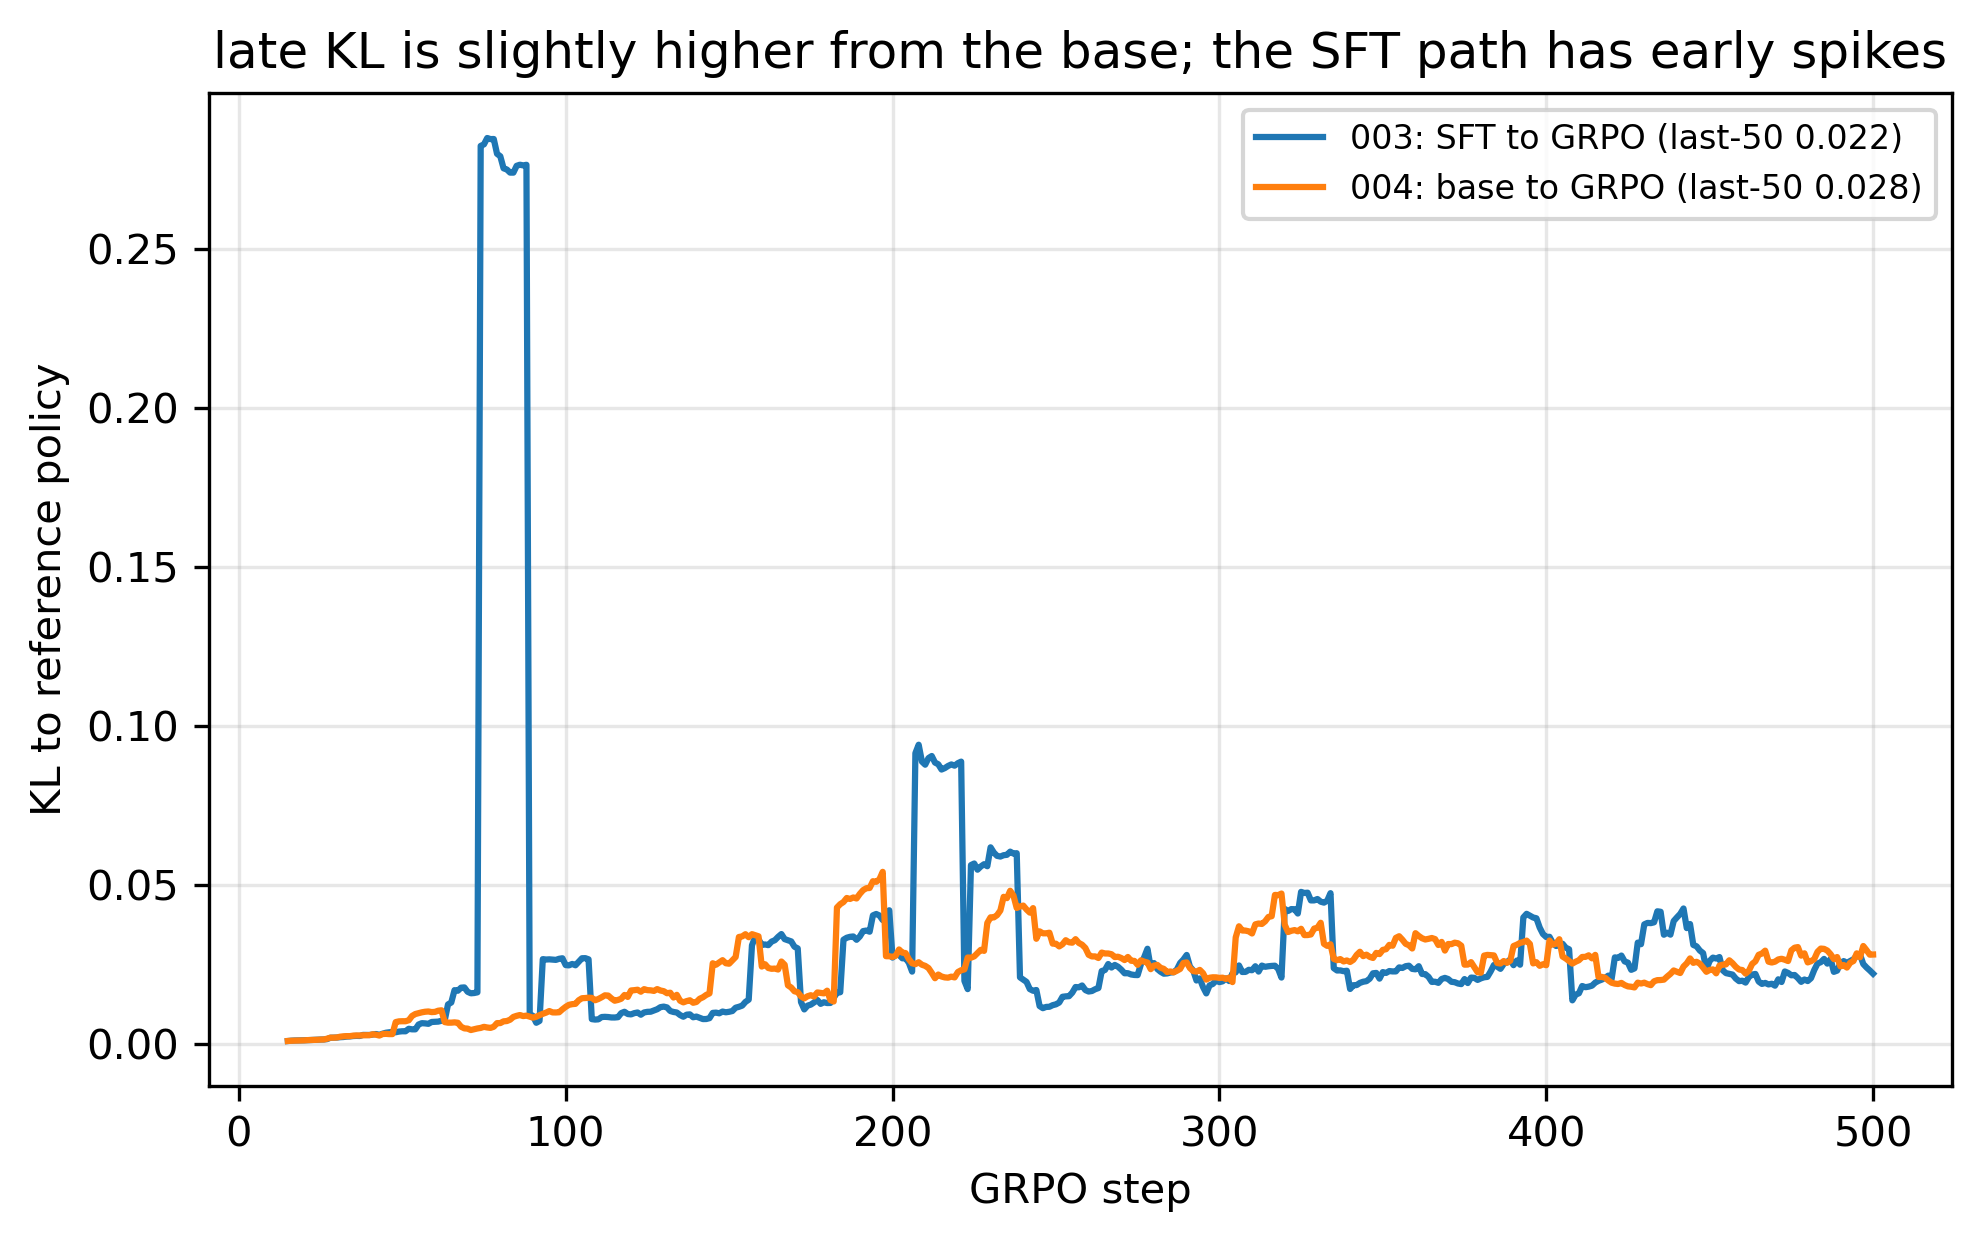 late KL is slightly higher from the base; the SFT path has early spikes
003: SFT to GRPO (last-50 0.022)
004: base to GRPO (last-50 0.028)
KL to reference policy
0.25
0.20
0.15
0.10
0.05
0.00
0 100 200 300 400 500
GRPO step